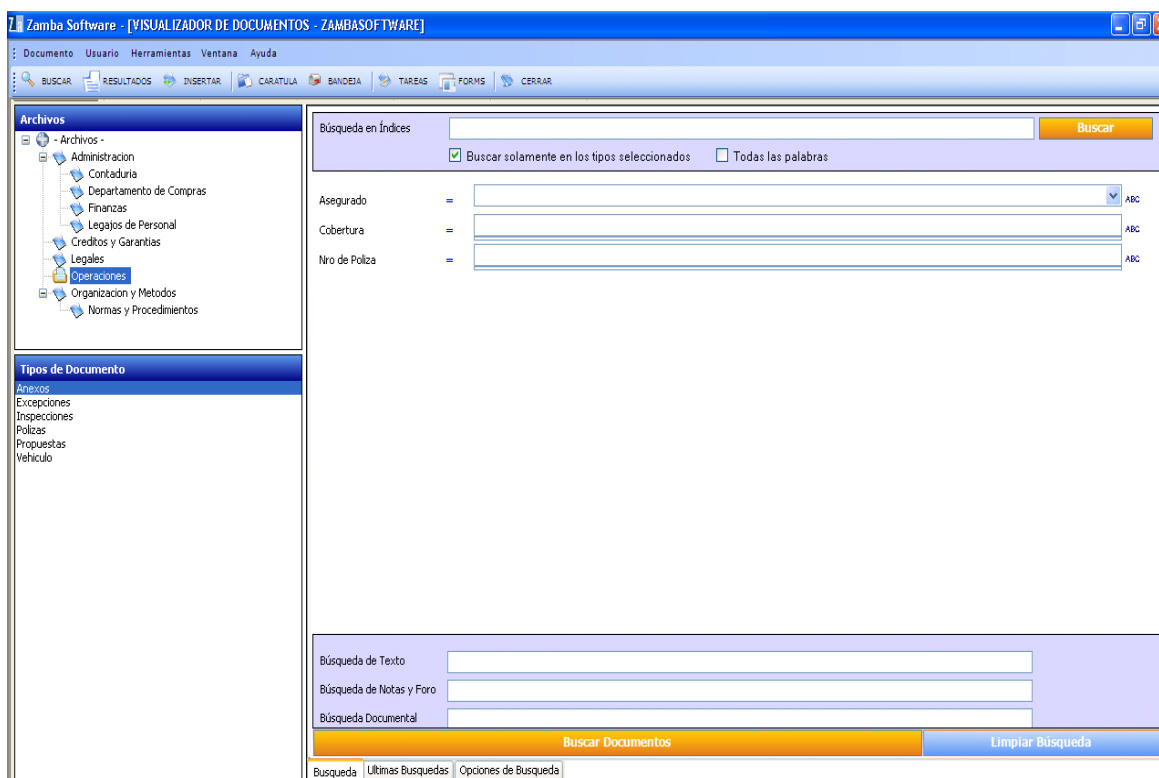 Zamba Software - [VISUALIZADOR DE DOCUMENTOS - ZAMBASOFTWARE]
Documento Usuario Herramientas Ventana Ayuda
BUSCAR RESULTADOS INSERTAR CARATULA BANDEJA TAREAS FORMS CERRAR
Archivos
- Archivos -
Administracion
Contaduria
Departamento de Compras
Finanzas
Legajos de Personal
Creditos y Garantias
Legales
Operaciones
Organizacion y Metodos
Normas y Procedimientos
Tipos de Documento
Anexos
Excepciones
Inspecciones
Polizas
Propuestas
Vehiculo
Búsqueda en Índices Buscar
Buscar solamente en los tipos seleccionados Todas las palabras
Asegurado = ABC
Cobertura = ABC
Nro de Poliza = ABC
Búsqueda de Texto
Búsqueda de Notas y Foro
Búsqueda Documental
Buscar Documentos Limpiar Búsqueda
Busqueda Ultimas Busquedas Opciones de Busqueda